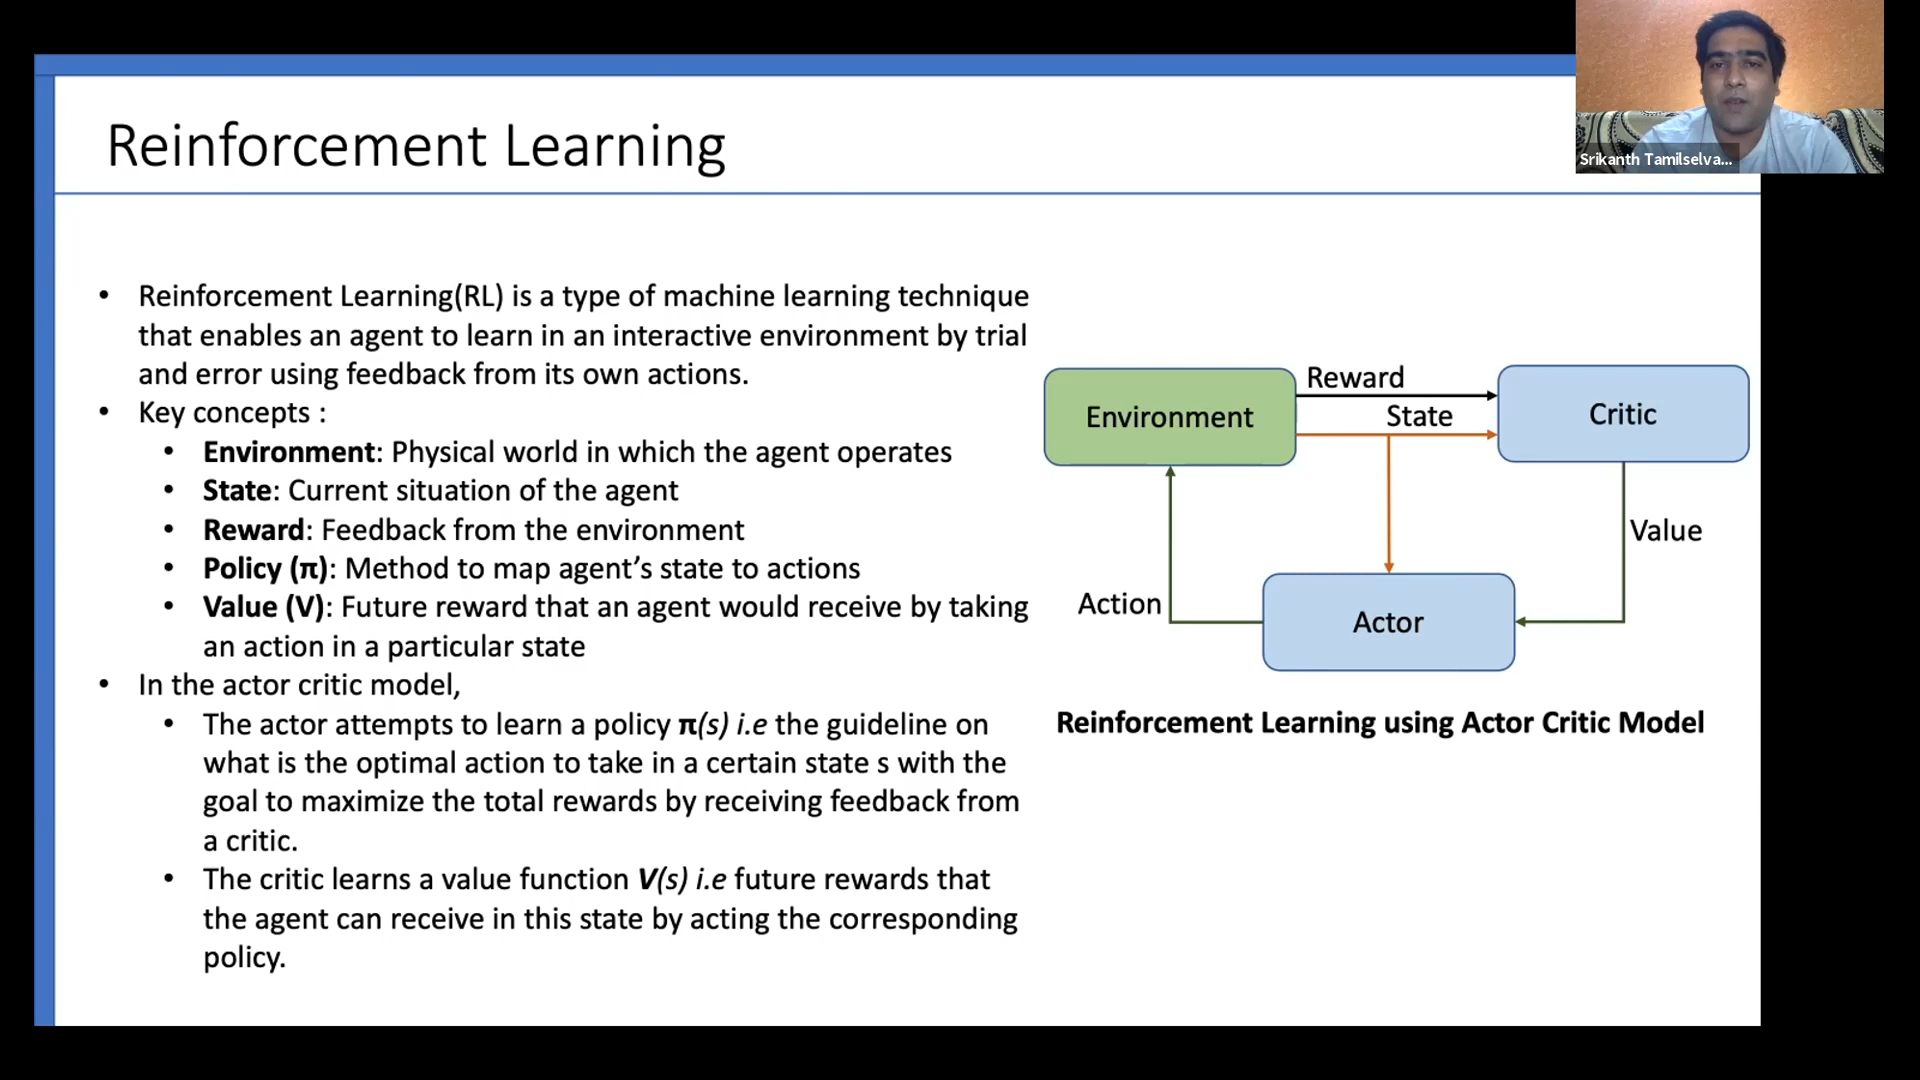 Srikanth Tamilselva...
Reinforcement Learning
• Reinforcement Learning(RL) is a type of machine learning technique
that enables an agent to learn in an interactive environment by trial
and error using feedback from its own actions.
• Key concepts :
• Environment: Physical world in which the agent operates
• State: Current situation of the agent
• Reward: Feedback from the environment
• Policy (π): Method to map agent’s state to actions
• Value (V): Future reward that an agent would receive by taking
an action in a particular state
• In the actor critic model,
• The actor attempts to learn a policy π(s) i.e the guideline on
what is the optimal action to take in a certain state s with the
goal to maximize the total rewards by receiving feedback from
a critic.
• The critic learns a value function V(s) i.e future rewards that
the agent can receive in this state by acting the corresponding
policy.
Environment
Reward
State
Critic
Value
Action
Actor
Reinforcement Learning using Actor Critic Model